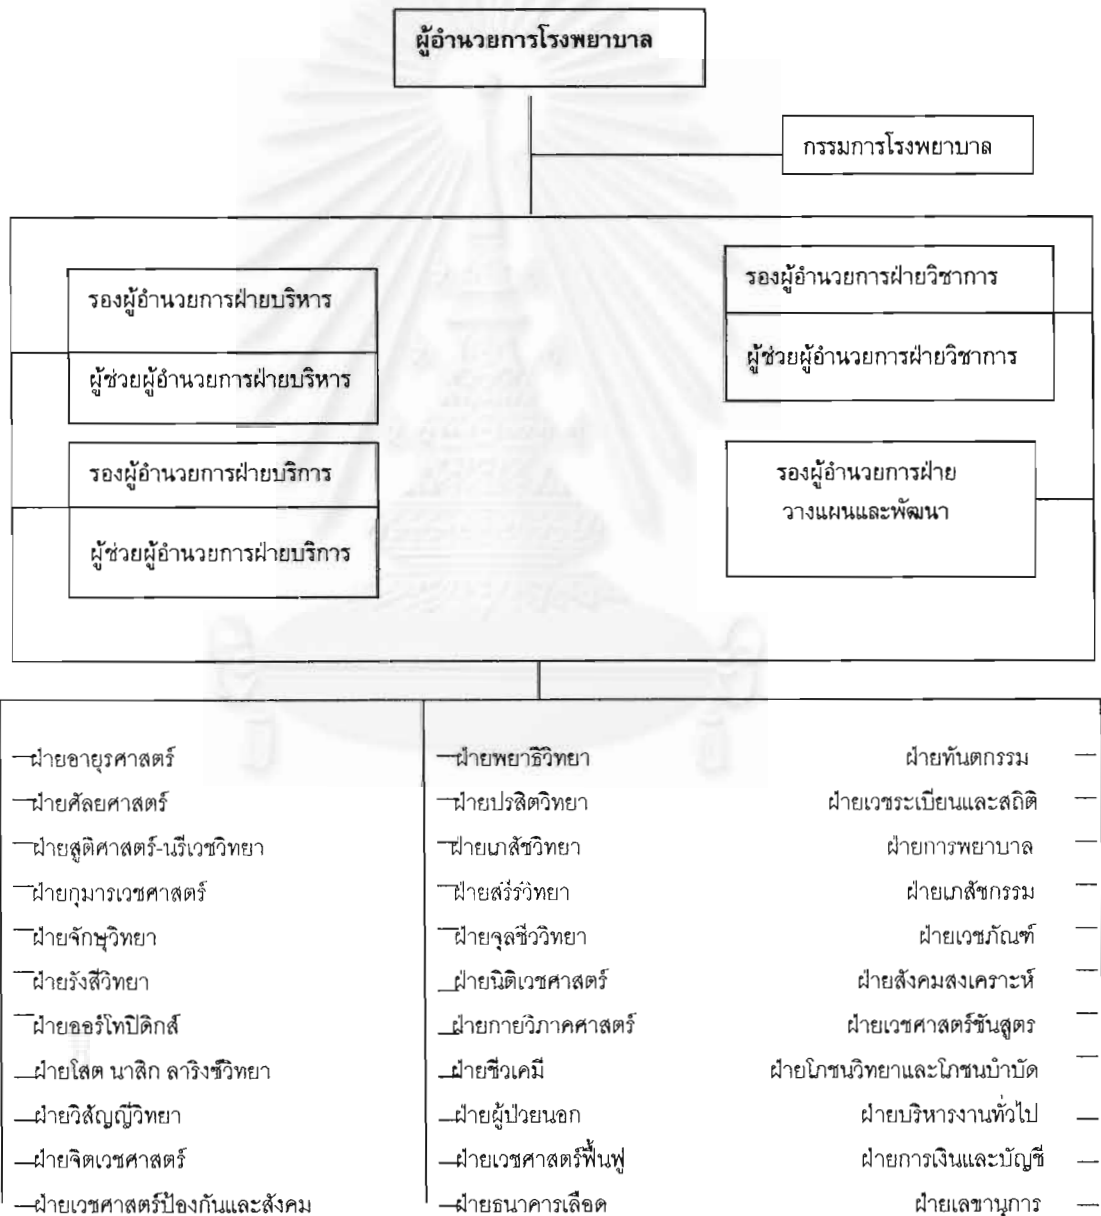 ผู้อำนวยการโรงพยาบาล
กรรมการโรงพยาบาล
รองผู้อำนวยการฝ่ายบริหาร
ผู้ช่วยผู้อำนวยการฝ่ายบริหาร
รองผู้อำนวยการฝ่ายบริการ
ผู้ช่วยผู้อำนวยการฝ่ายบริการ
รองผู้อำนวยการฝ่ายวิชาการ
ผู้ช่วยผู้อำนวยการฝ่ายวิชาการ
รองผู้อำนวยการฝ่าย
วางแผนและพัฒนา
ฝ่ายอายุรศาสตร์
ฝ่ายศัลยศาสตร์
ฝ่ายสูติศาสตร์-นรีเวชวิทยา
ฝ่ายกุมารเวชศาสตร์
ฝ่ายจักษุวิทยา
ฝ่ายรังสีวิทยา
ฝ่ายออร์โทปิดิกส์
ฝ่ายโสต นาสิก ลาริงซ์วิทยา
ฝ่ายวิสัญญีวิทยา
ฝ่ายจิตเวชศาสตร์
ฝ่ายเวชศาสตร์ป้องกันและสังคม
ฝ่ายพยาธิวิทยา
ฝ่ายปรสิตวิทยา
ฝ่ายเภสัชวิทยา
ฝ่ายสรีรวิทยา
ฝ่ายจุลชีววิทยา
ฝ่ายนิติเวชศาสตร์
ฝ่ายกายวิภาคศาสตร์
ฝ่ายชีวเคมี
ฝ่ายผู้ป่วยนอก
ฝ่ายเวชศาสตร์ฟื้นฟู
ฝ่ายธนาคารเลือด
ฝ่ายทันตกรรม
ฝ่ายเวชระเบียนและสถิติ
ฝ่ายการพยาบาล
ฝ่ายเภสัชกรรม
ฝ่ายเวชภัณฑ์
ฝ่ายสังคมสงเคราะห์
ฝ่ายเวชศาสตร์ชันสูตร
ฝ่ายโภชนวิทยาและโภชนบำบัด
ฝ่ายบริหารงานทั่วไป
ฝ่ายการเงินและบัญชี
ฝ่ายเลขานุการ